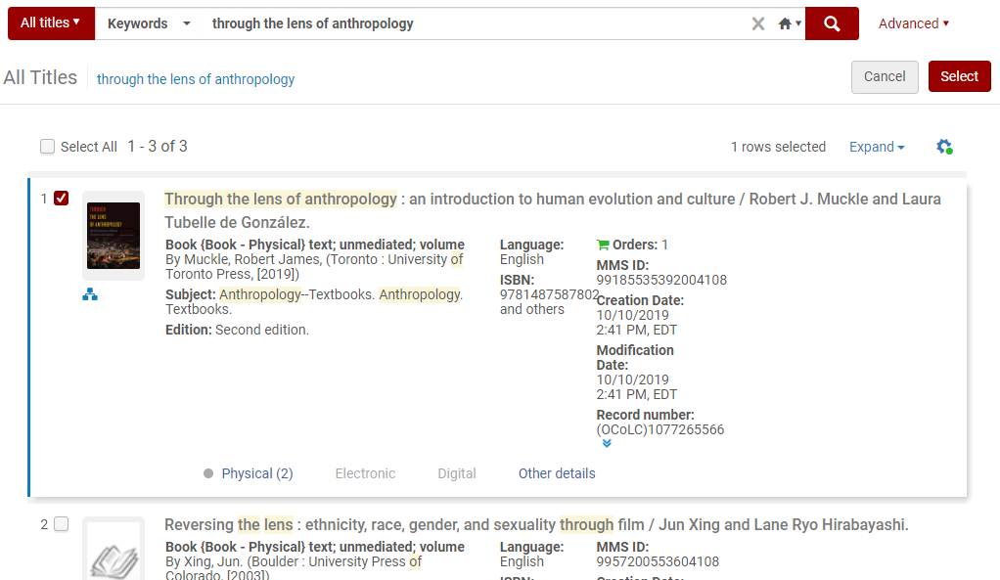 All titles Keywords through the lens of anthropology Advanced
All Titles through the lens of anthropology Cancel Select
Select All 1 - 3 of 3 1 rows selected Expand
1
THROUGH
THE LENS
OF ANTHROPOLOGY
Through the lens of anthropology : an introduction to human evolution and culture / Robert J. Muckle and Laura
Tubelle de González.
Book {Book - Physical} text; unmediated; volume
By Muckle, Robert James, (Toronto : University of
Toronto Press, [2019])
Subject: Anthropology--Textbooks. Anthropology.
Textbooks.
Edition: Second edition.
Language:
English
ISBN:
9781487587802
and others
Orders: 1
MMS ID:
99185535392004108
Creation Date:
10/10/2019
2:41 PM, EDT
Modification
Date:
10/10/2019
2:41 PM, EDT
Record number:
(OCoLC)1077265566
Physical (2) Electronic Digital Other details
2
Reversing the lens : ethnicity, race, gender, and sexuality through film / Jun Xing and Lane Ryo Hirabayashi.
Book {Book - Physical} text; unmediated; volume
By Xing, Jun. (Boulder : University Press of
Colorado, [2003])
Language:
English
ISBN:
MMS ID:
9957200553604108
Creation Date: